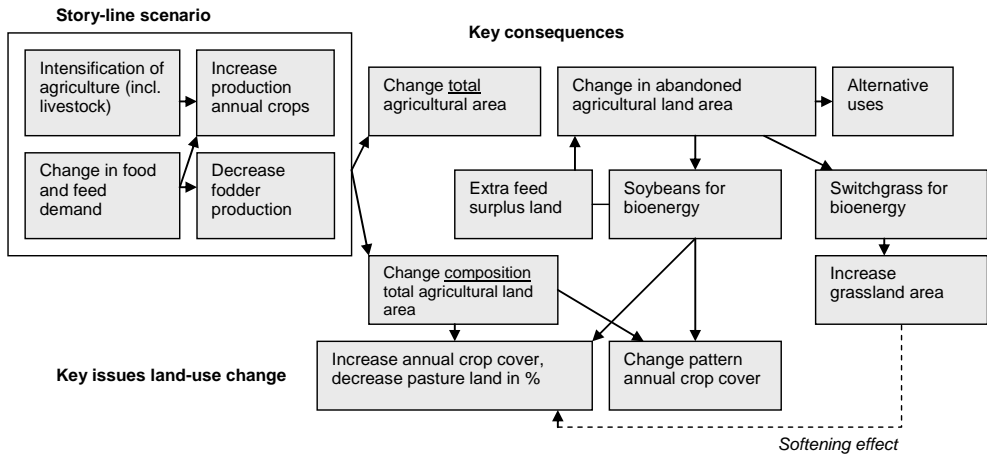 Story-line scenario
Key consequences
Intensification of
agriculture (incl.
livestock)
Increase
production
annual crops
Change total
agricultural area
Change in abandoned
agricultural land area
Alternative
uses
Change in food
and feed
demand
Decrease
fodder
production
Extra feed
surplus land
Soybeans for
bioenergy
Switchgrass for
bioenergy
Change composition
total agricultural land
area
Increase
grassland area
Key issues land-use change
Increase annual crop cover,
decrease pasture land in %
Change pattern
annual crop cover
Softening effect